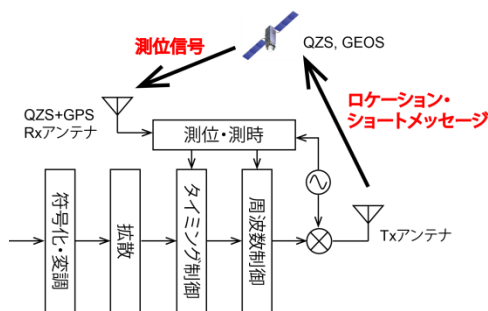 測位信号
QZS, GEOS
ロケーション・
ショートメッセージ
QZS+GPS
Rxアンテナ
測位・測時
符号化・変調
拡散
タイミング制御
周波数制御
Txアンテナ